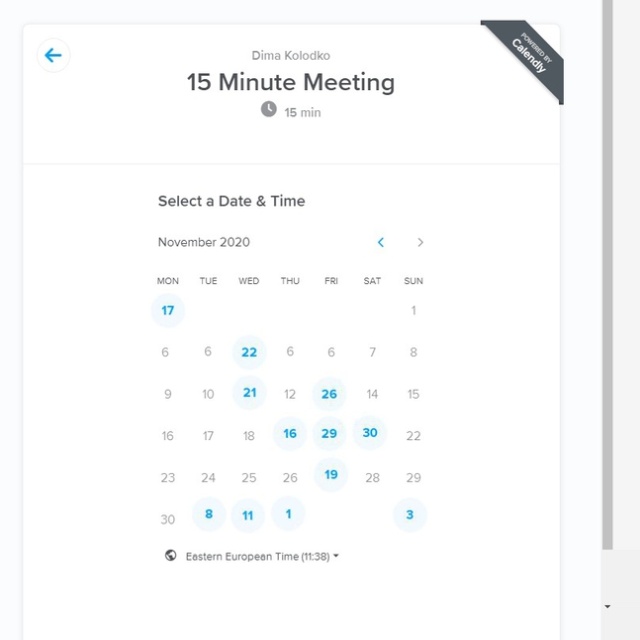 Dima Kolodko
POWERED BY
Calendly
15 Minute Meeting
15 min
Select a Date & Time
November 2020
MON TUE WED THU FRI SAT SUN
17 1
6 6 22 6 6 7 8
9 10 21 12 26 14 15
16 17 18 16 29 30 22
23 24 25 26 19 28 29
30 8 11 1 3
Eastern European Time (11:38)